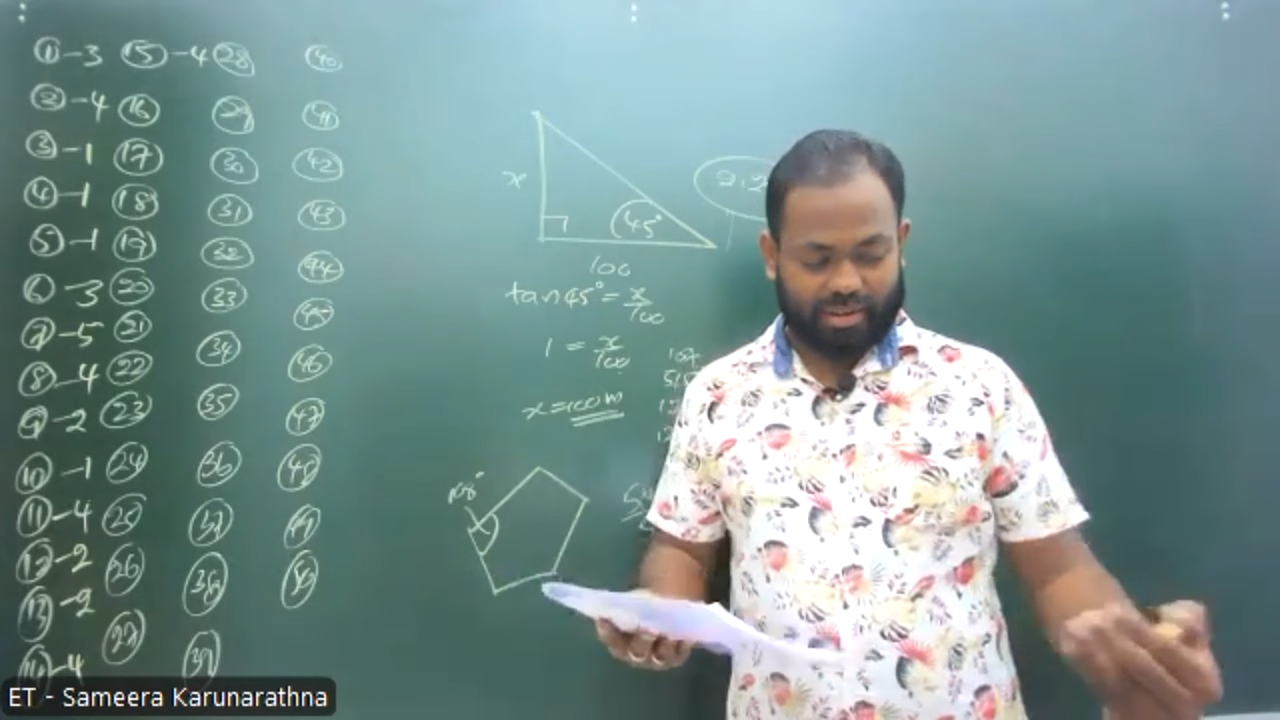 ① - 3 ⑮ - 4 ㉘ ㊵
② - 4 ⑯ ㉙ ㊶
③ - 1 ⑰ ㉚ ㊷
④ - 1 ⑱ ㉛ ㊸
⑤ - 1 ⑲ ㉜ ㊹
⑥ - 3 ⑳ ㉝ ㊺
⑦ - 5 ㉑ ㉞ ㊻
⑧ - 4 ㉒ ㉟ ㊼
⑨ - 2 ㉓ ㊱ ㊽
⑩ - 1 ㉔ ㊲ ㊾
⑪ - 4 ㉕ ㊳ ㊿
⑫ - 2 ㉖ ㊴
⑬ - 2 ㉗
⑭ - 4
x
45°
100
tan 45° = x/100
1 = x/100
x = 100m
108°
ET - Sameera Karunarathna